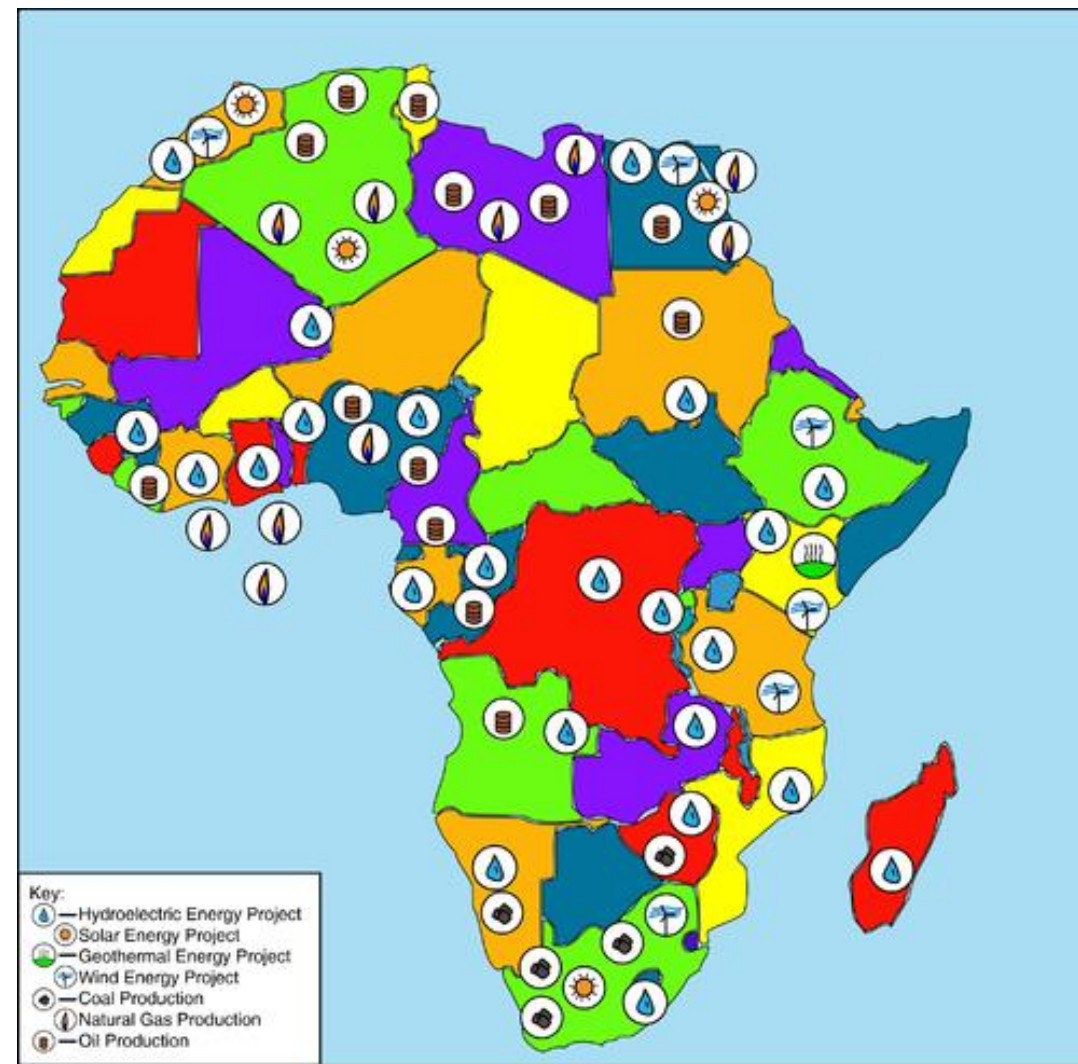 Key:
—Hydroelectric Energy Project
—Solar Energy Project
—Geothermal Energy Project
—Wind Energy Project
—Coal Production
Natural Gas Production
—Oil Production